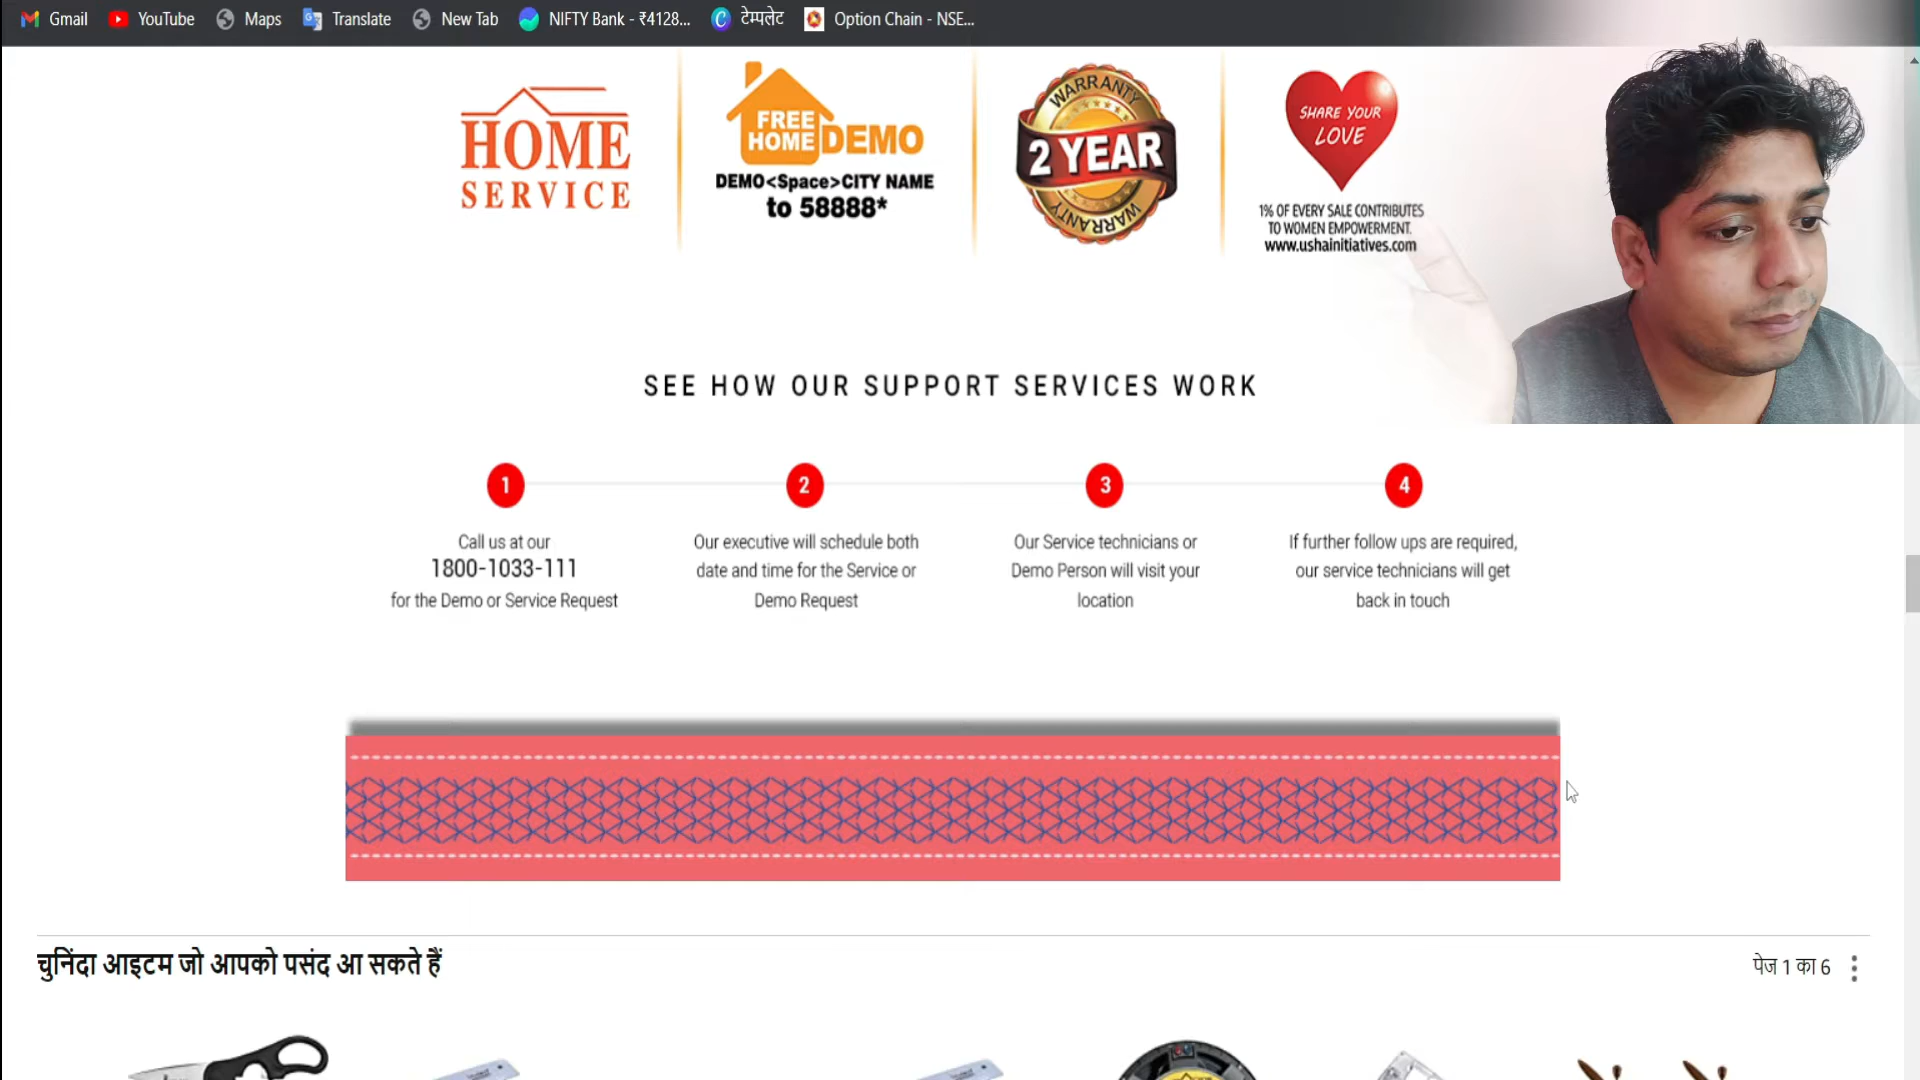 Gmail
YouTube
Maps
Translate
New Tab
NIFTY Bank - ₹4128...
टेम्पलेट
Option Chain - NSE...
HOME
SERVICE
FREE
HOME DEMO
DEMO<Space>CITY NAME
to 58888*
WARRANTY
2 YEAR
WARRANTY
SHARE YOUR
LOVE
1% OF EVERY SALE CONTRIBUTES
TO WOMEN EMPOWERMENT.
www.ushainitiatives.com
SEE HOW OUR SUPPORT SERVICES WORK
1
Call us at our
1800-1033-111
for the Demo or Service Request
2
Our executive will schedule both
date and time for the Service or
Demo Request
3
Our Service technicians or
Demo Person will visit your
location
4
If further follow ups are required,
our service technicians will get
back in touch
चुनिंदा आइटम जो आपको पसंद आ सकते हैं
पेज 1 का 6